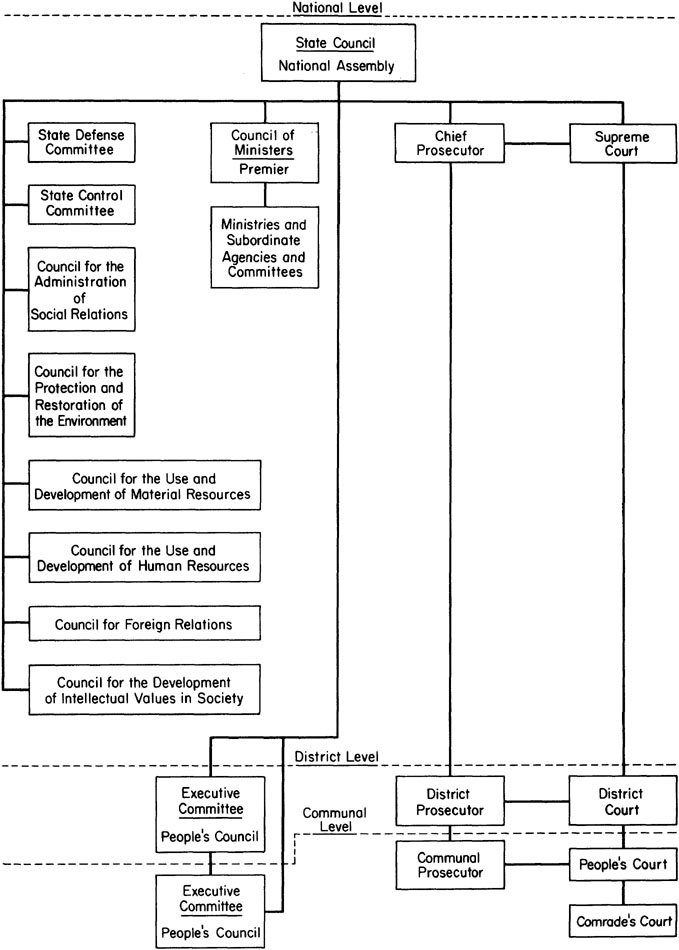 National Level
State Council
National Assembly
State Defense
Committee
State Control
Committee
Council for the
Administration
of
Social Relations
Council for the
Protection and
Restoration of
the Environment
Council for the Use and
Development of Material Resources
Council for the Use and
Development of Human Resources
Council for Foreign Relations
Council for the Development
of Intellectual Values in Society
Council of
Ministers
Premier
Ministries and
Subordinate
Agencies and
Committees
Chief
Prosecutor
Supreme
Court
District Level
Executive
Committee
People's Council
District
Prosecutor
District
Court
Communal
Level
Executive
Committee
People's Council
Communal
Prosecutor
People's Court
Comrade's Court